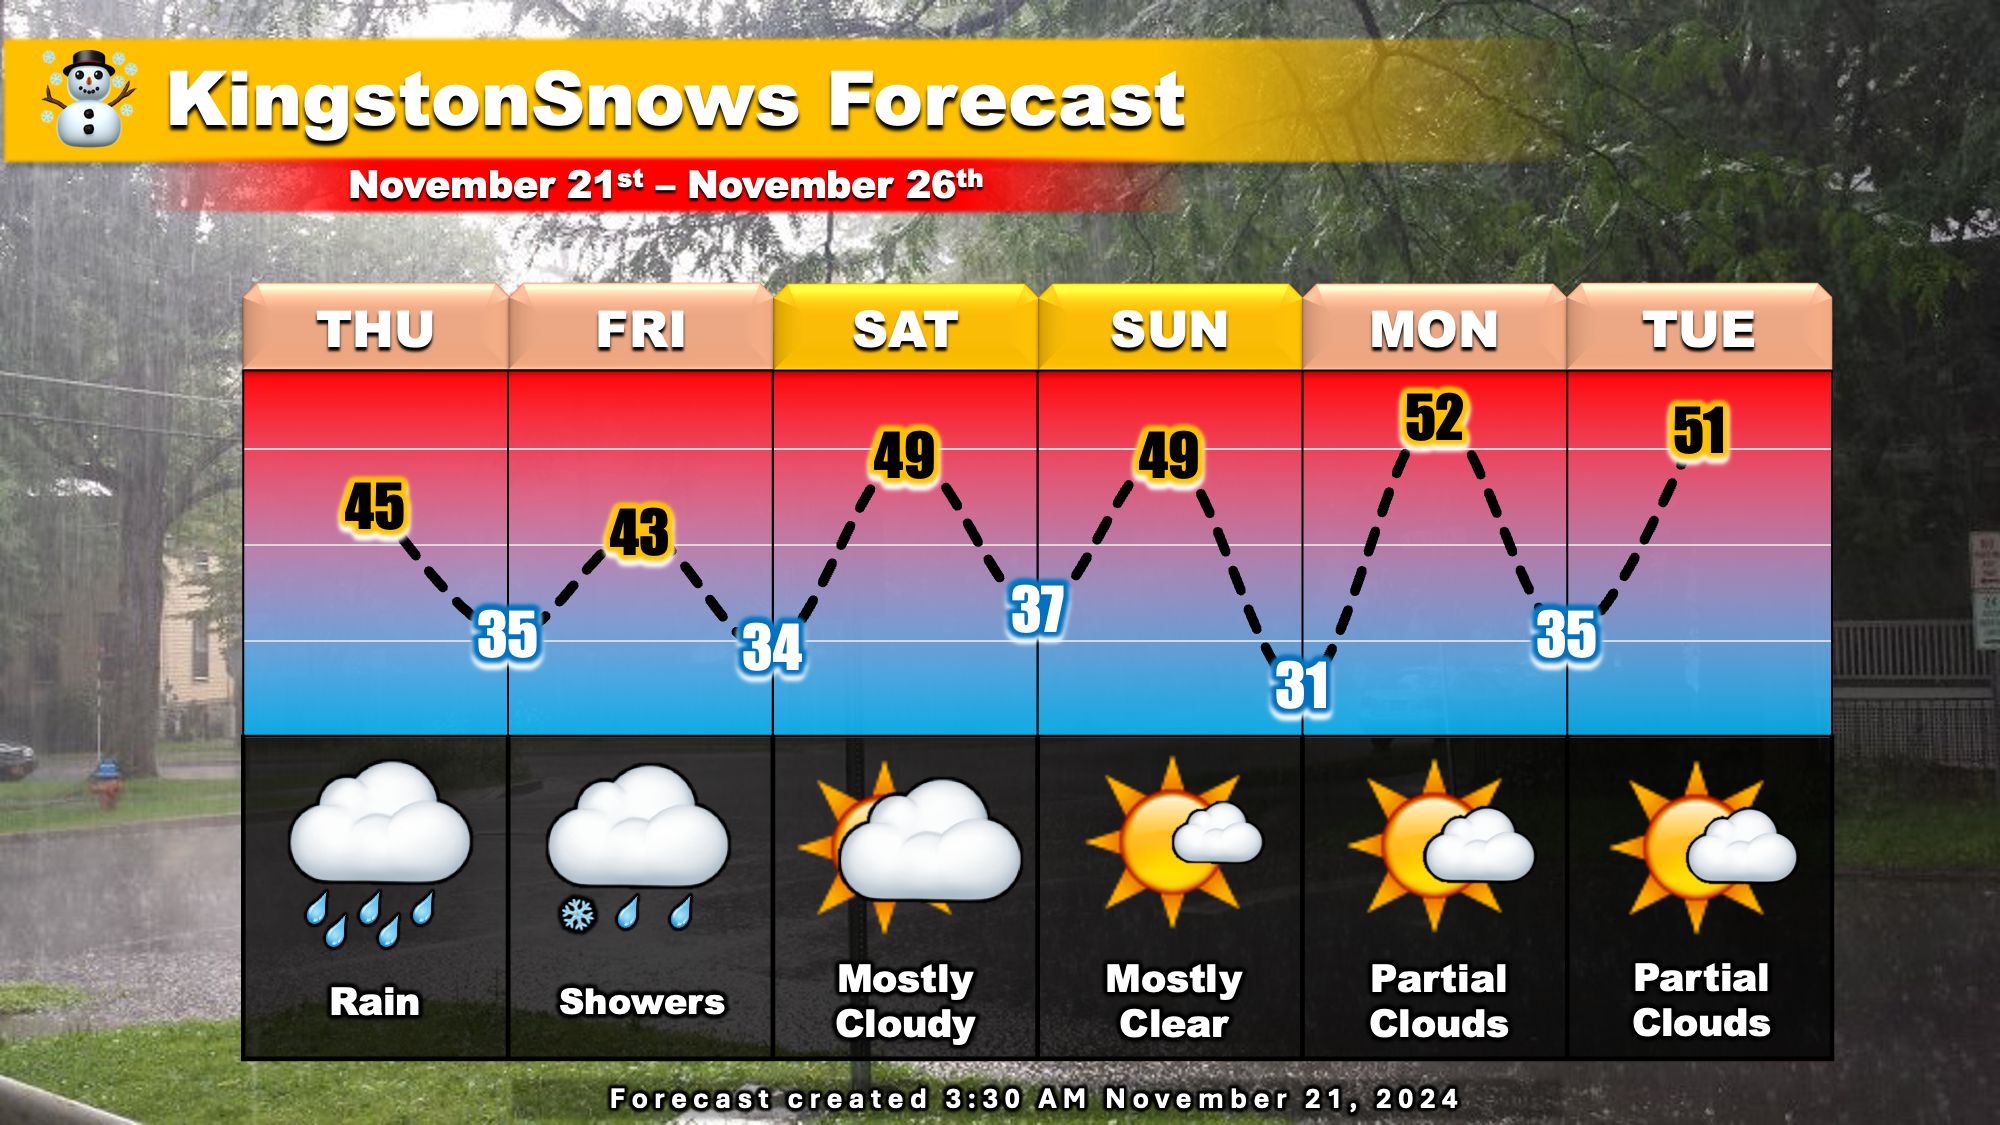 KingstonSnows Forecast
November 21st – November 26th
THU FRI SAT SUN MON TUE
45 43 49 49 52 51
35 34 37 31 35
Rain
Showers
Mostly
Cloudy
Mostly
Clear
Partial
Clouds
Partial
Clouds
Forecast created 3:30 AM November 21, 2024